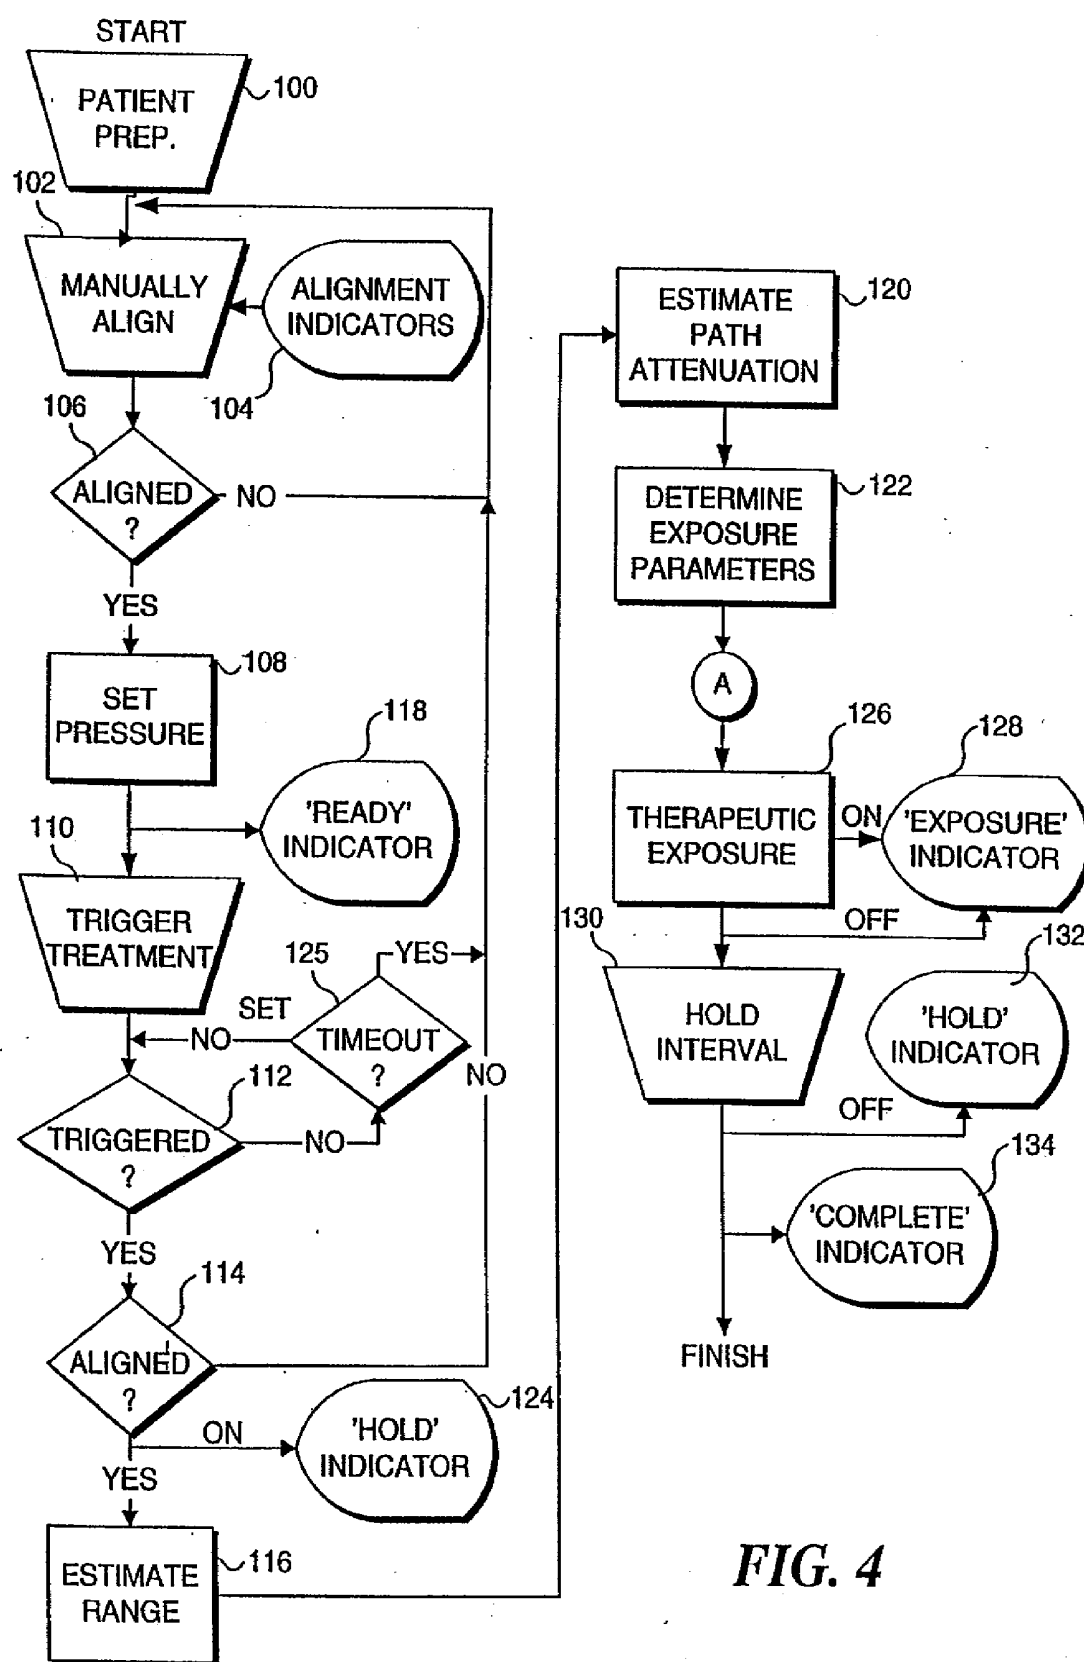 START
PATIENT
PREP.
100
102
MANUALLY
ALIGN
ALIGNMENT
INDICATORS
104
106
ALIGNED
?
NO
YES
108
SET
PRESSURE
118
'READY'
INDICATOR
110
TRIGGER
TREATMENT
125
YES
SET
NO
TIMEOUT
?
NO
112
TRIGGERED
?
NO
YES
114
ALIGNED
?
ON
124
'HOLD'
INDICATOR
YES
116
ESTIMATE
RANGE
120
ESTIMATE
PATH
ATTENUATION
122
DETERMINE
EXPOSURE
PARAMETERS
A
126
THERAPEUTIC
EXPOSURE
ON
128
'EXPOSURE'
INDICATOR
OFF
130
HOLD
INTERVAL
132
'HOLD'
INDICATOR
OFF
134
'COMPLETE'
INDICATOR
FINISH
FIG. 4